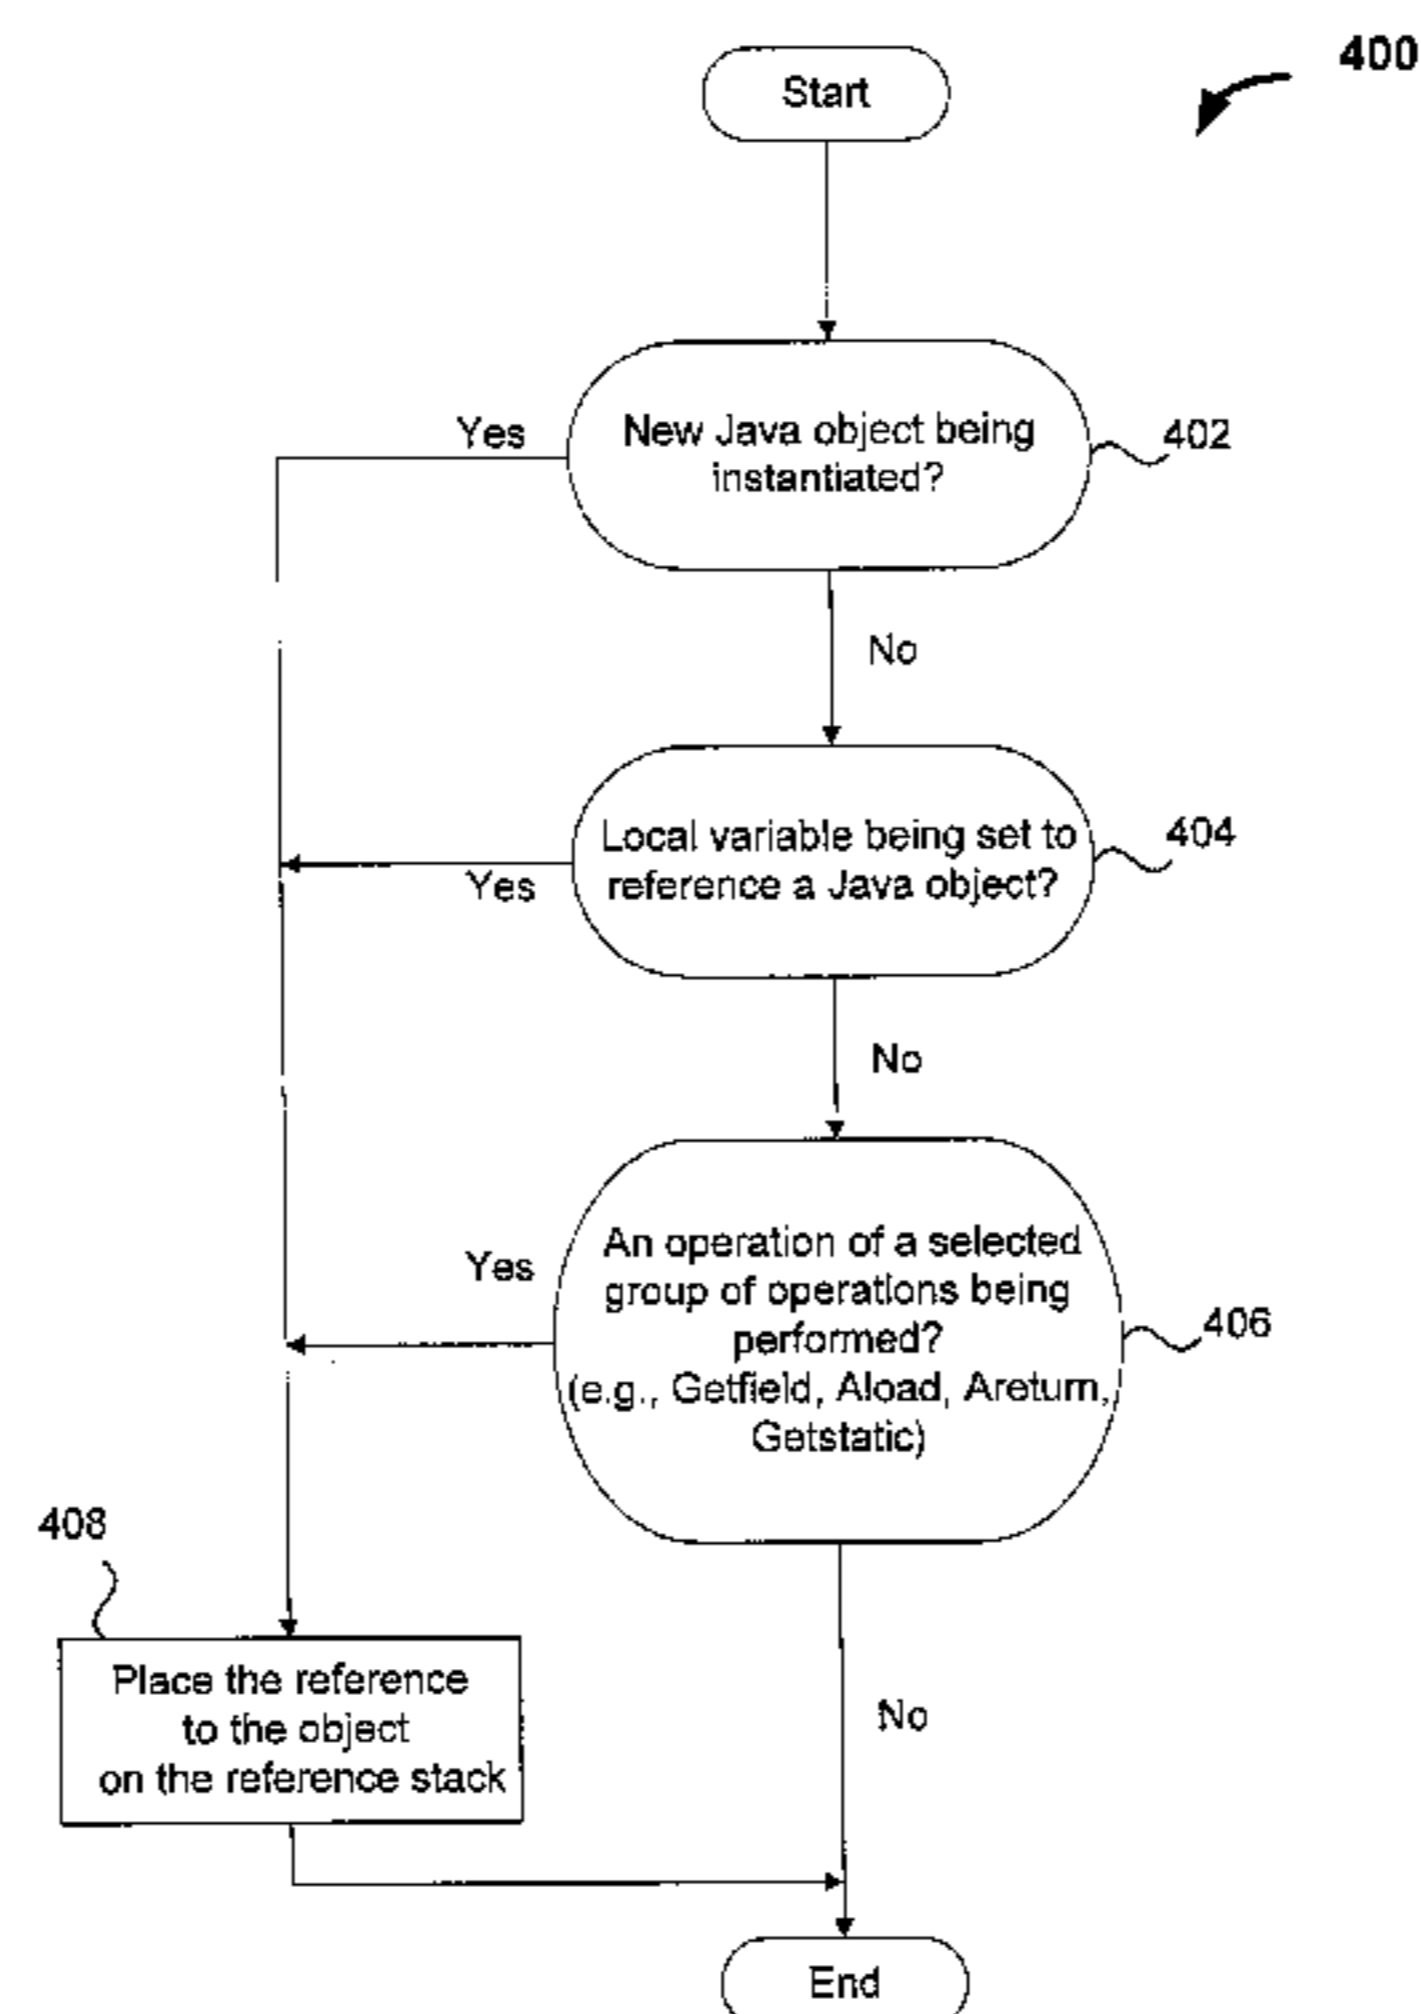 400
Start
New Java object being
instantiated?
Yes
402
No
Local variable being set to
reference a Java object?
404
Yes
No
An operation of a selected
group of operations being
performed?
(e.g., Getfield, Aload, Areturn,
Getstatic)
Yes
406
408
Place the reference
to the object
on the reference stack
No
End